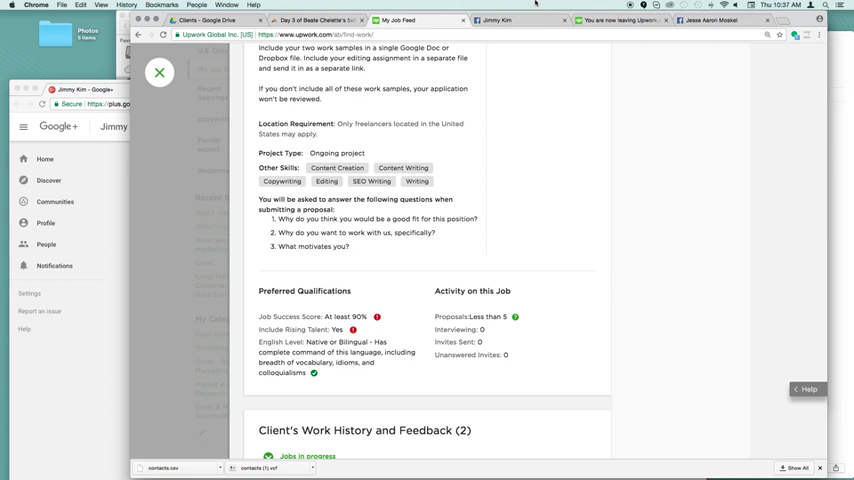 Chrome File Edit View History Bookmarks People Window Help
Thu 10:37 AM
Photos
5 items
Clients - Google Drive
Day 3 of Beate Chelette's 5x
My Job Feed
Jimmy Kim
You are now leaving Upwork.c
Jesse Aaron Moskel
Upwork Global Inc. [US] https://www.upwork.com/ab/find-work/
Jimmy Kim - Google+
Secure https://plus.go
Google+ Jimmy
Home
Discover
Communities
Profile
People
Notifications
Settings
Report an issue
Help
Include your two work samples in a single Google Doc or
Dropbox file. Include your editing assignment in a separate file
and send it in as a separate link.
If you don't include all of these work samples, your application
won't be reviewed.
Location Requirement: Only freelancers located in the United
States may apply.
Project Type: Ongoing project
Other Skills: Content Creation Content Writing
Copywriting Editing SEO Writing Writing
You will be asked to answer the following questions when
submitting a proposal:
1. Why do you think you would be a good fit for this position?
2. Why do you want to work with us, specifically?
3. What motivates you?
Preferred Qualifications
Job Success Score: At least 90%
Include Rising Talent: Yes
English Level: Native or Bilingual - Has
complete command of this language, including
breadth of vocabulary, idioms, and
colloquialisms
Activity on this Job
Proposals: Less than 5
Interviewing: 0
Invites Sent: 0
Unanswered Invites: 0
Help
Client's Work History and Feedback (2)
Jobs in progress
contacts.csv
contacts (1).vcf
Show All